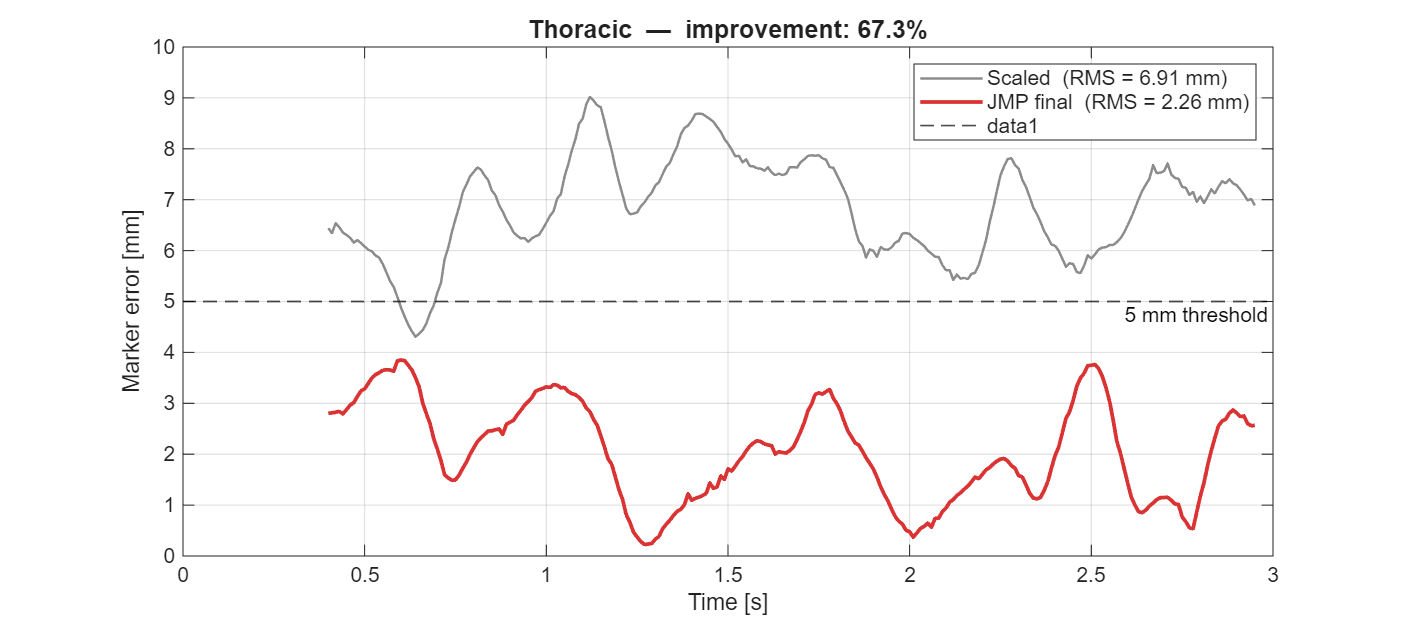 Thoracic — improvement: 67.3%
10
9
8
7
6
5
4
3
2
1
0
Marker error [mm]
Scaled (RMS = 6.91 mm)
JMP final (RMS = 2.26 mm)
data1
5 mm threshold
0 0.5 1 1.5 2 2.5 3
Time [s]